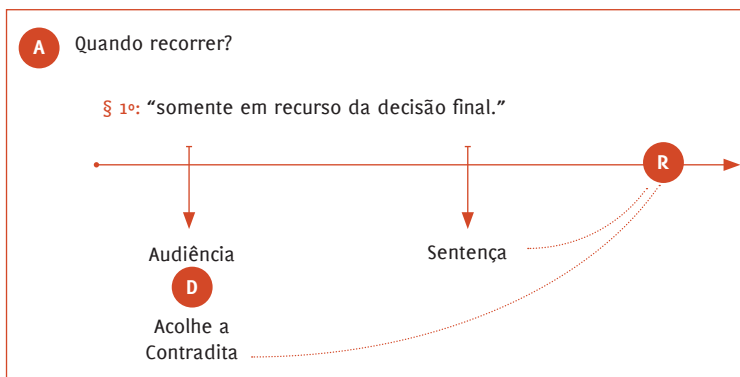 A Quando recorrer?
§ 1º: “somente em recurso da decisão final.”
R
Audiência
Sentença
D
Acolhe a
Contradita